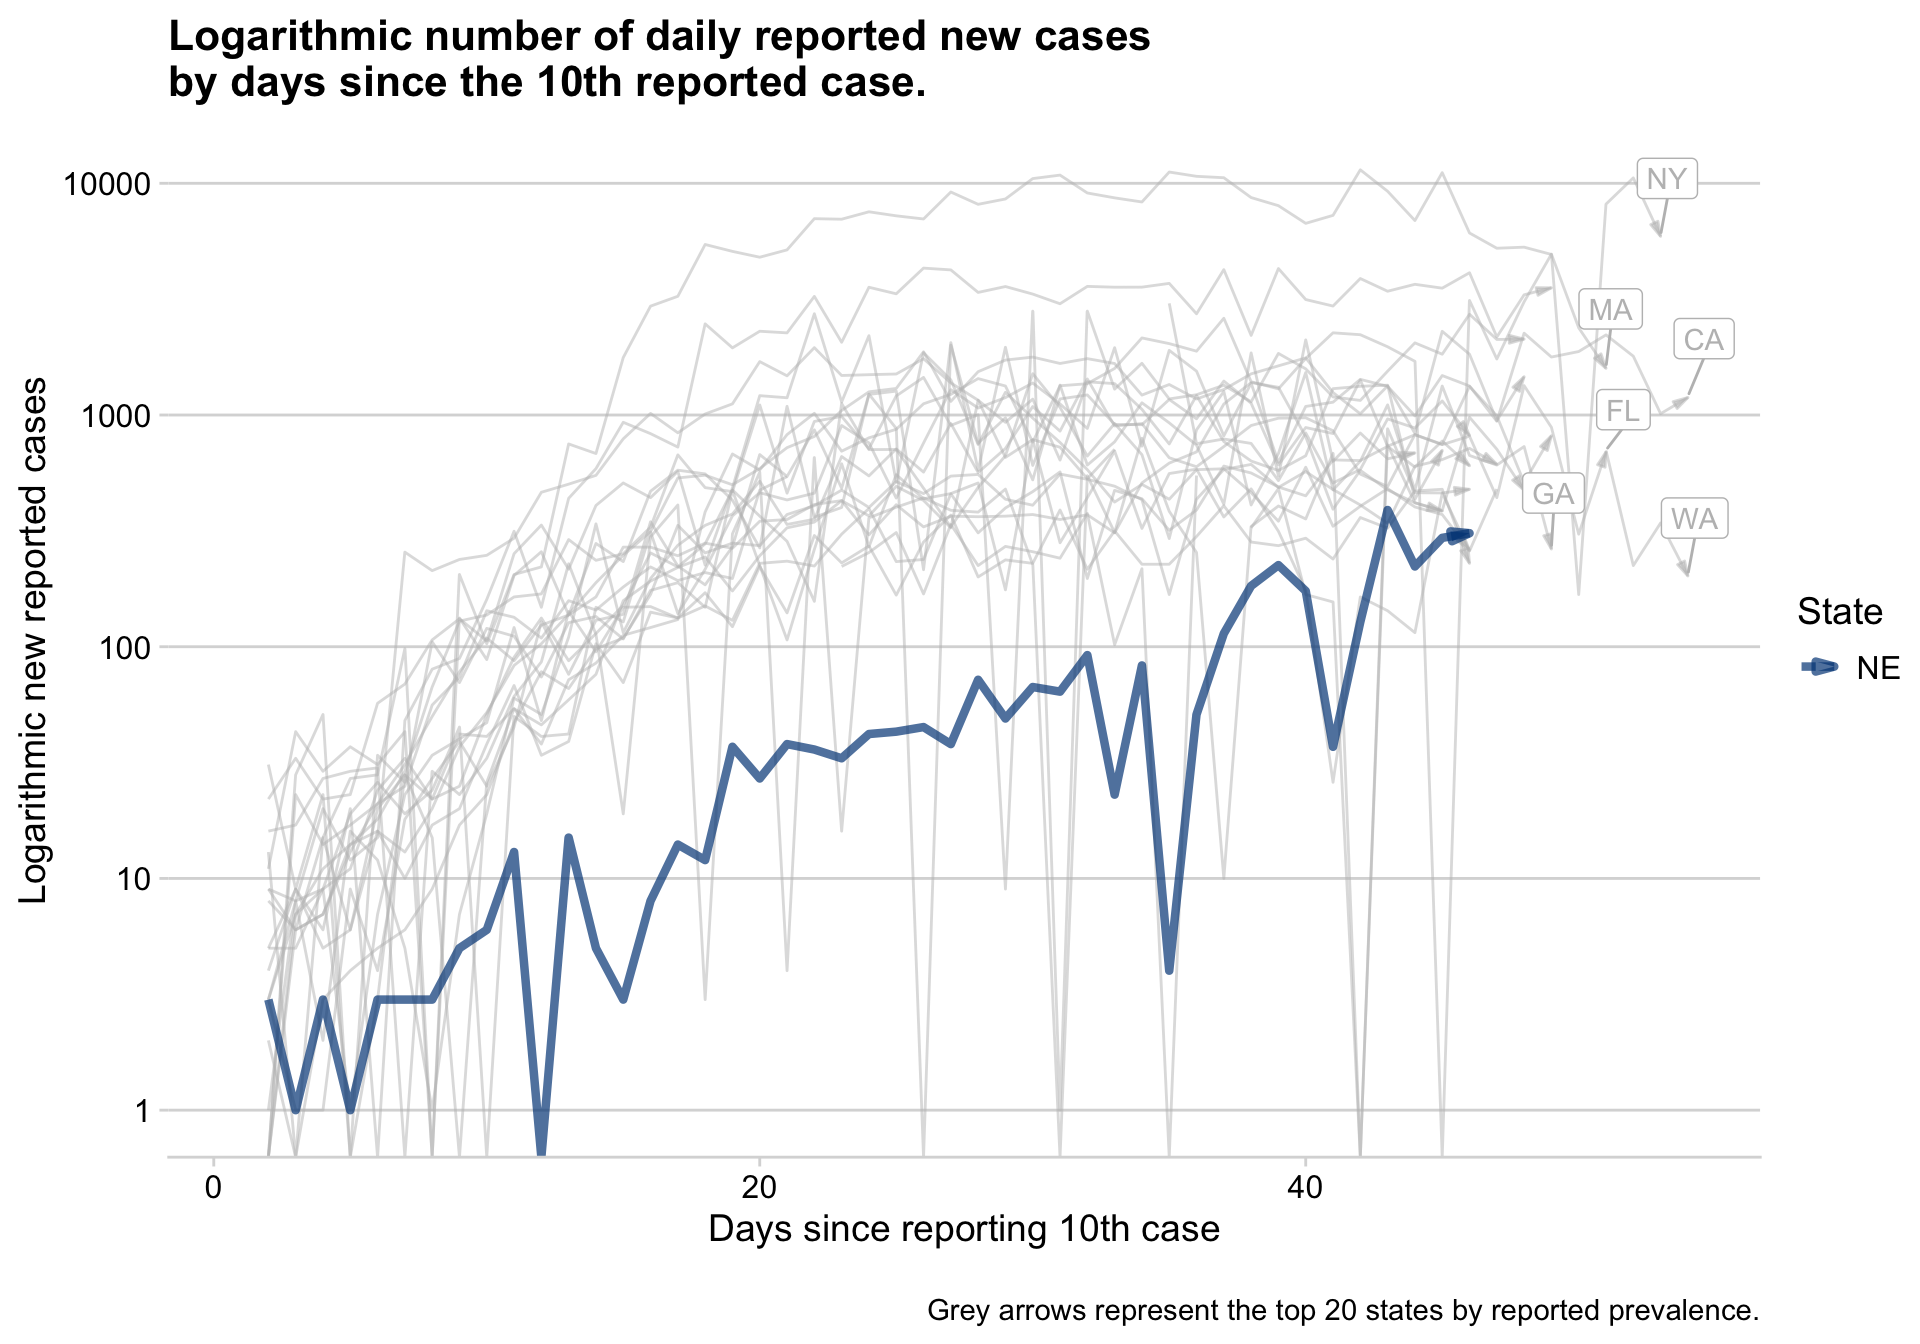 Logarithmic number of daily reported new cases
by days since the 10th reported case.
Logarithmic new reported cases
10000
1000
100
10
1
NY
MA
CA
FL
GA
WA
State
NE
0
20
40
Days since reporting 10th case
Grey arrows represent the top 20 states by reported prevalence.